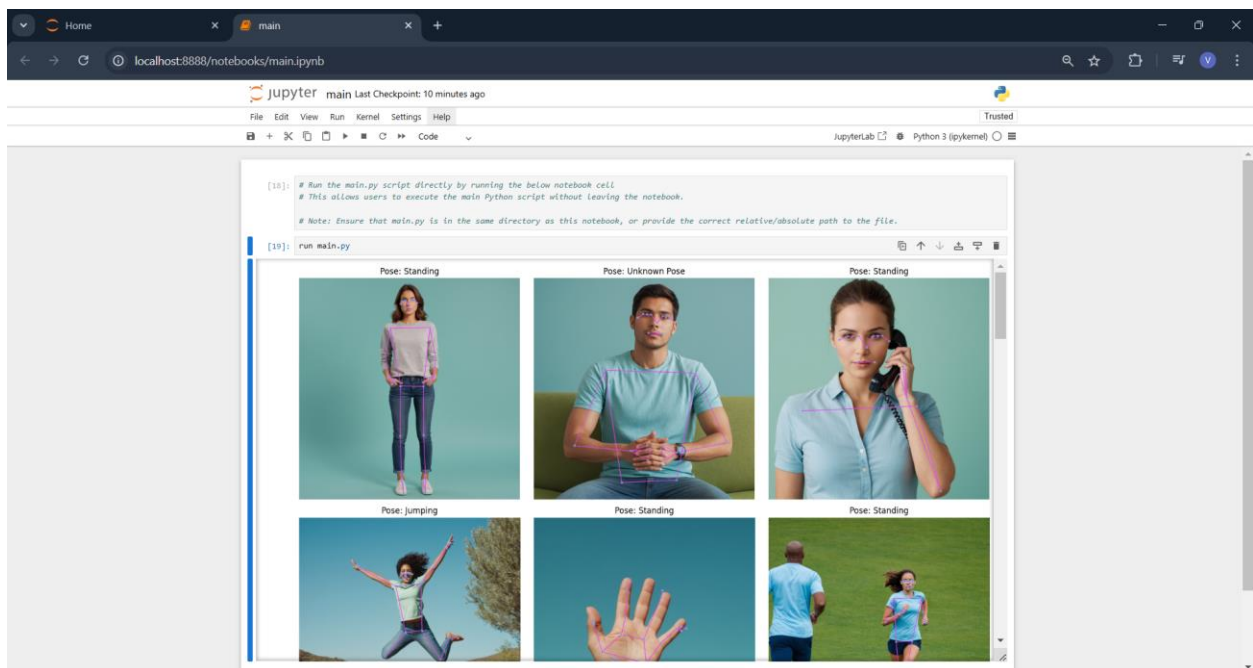 Home
main
localhost:8888/notebooks/main.ipynb
V
jupyter main Last Checkpoint: 10 minutes ago
File Edit View Run Kernel Settings Help
Trusted
Code
JupyterLab
Python 3 (ipykernel)
[18]: # Run the main.py script directly by running the below notebook cell
# This allows users to execute the main Python script without leaving the notebook.
# Note: Ensure that main.py is in the same directory as this notebook, or provide the correct relative/absolute path to the file.
[19]: run main.py
Pose: Standing
Pose: Unknown Pose
Pose: Standing
Pose: Jumping
Pose: Standing
Pose: Standing